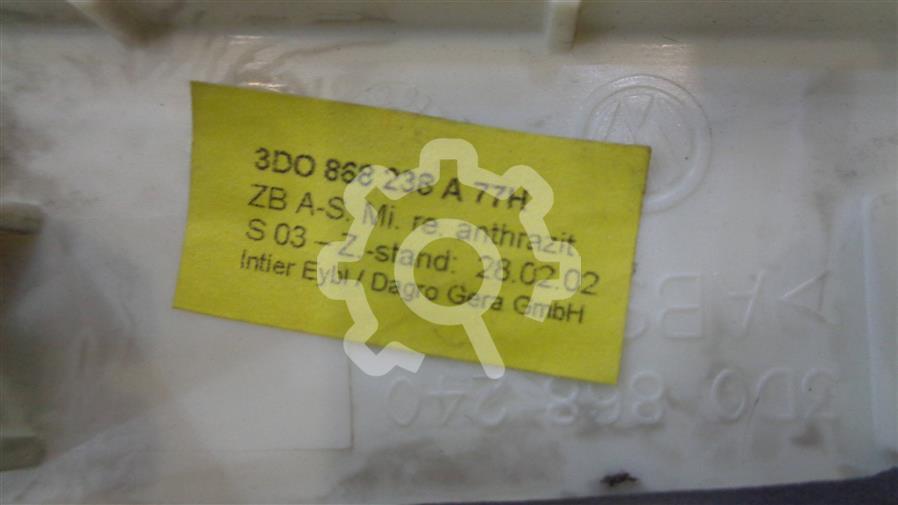 3DO 868 238 A 77H
ZB A-S. Mi. re. anthrazit
S 03 - Z.-stand: 28.02.02
Intier Eybl / Dagro Gera GmbH
3D0 868 240